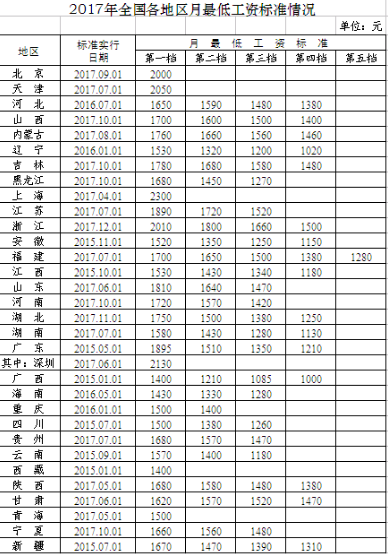 2017年全国各地区月最低工资标准情况
单位：元
地区 标准实行日期 月最低工资标准
第一档 第二档 第三档 第四档 第五档
北京 2017.09.01 2000
天津 2017.07.01 2050
河北 2016.07.01 1650 1590 1480 1380
山西 2017.10.01 1700 1600 1500 1400
内蒙古 2017.08.01 1760 1660 1560 1460
辽宁 2016.01.01 1530 1320 1200 1020
吉林 2017.10.01 1780 1680 1580 1480
黑龙江 2017.10.01 1680 1450 1270
上海 2017.04.01 2300
江苏 2017.07.01 1890 1720 1520
浙江 2017.12.01 2010 1800 1660 1500
安徽 2015.11.01 1520 1350 1250 1150
福建 2017.07.01 1700 1650 1500 1380 1280
江西 2015.10.01 1530 1430 1340 1180
山东 2017.06.01 1810 1640 1470
河南 2017.10.01 1720 1570 1420
湖北 2017.11.01 1750 1500 1380 1250
湖南 2017.07.01 1580 1430 1280 1130
广东 2015.05.01 1895 1510 1350 1210
其中：深圳 2017.06.01 2130
广西 2015.01.01 1400 1210 1085 1000
海南 2016.05.01 1430 1330 1280
重庆 2016.01.01 1500 1400
四川 2015.07.01 1500 1380 1260
贵州 2017.07.01 1680 1570 1470
云南 2015.09.01 1570 1400 1180
西藏 2015.01.01 1400
陕西 2017.05.01 1680 1580 1480 1380
甘肃 2017.06.01 1620 1570 1520 1470
青海 2017.05.01 1500
宁夏 2017.10.01 1660 1560 1480
新疆 2015.07.01 1670 1470 1390 1310